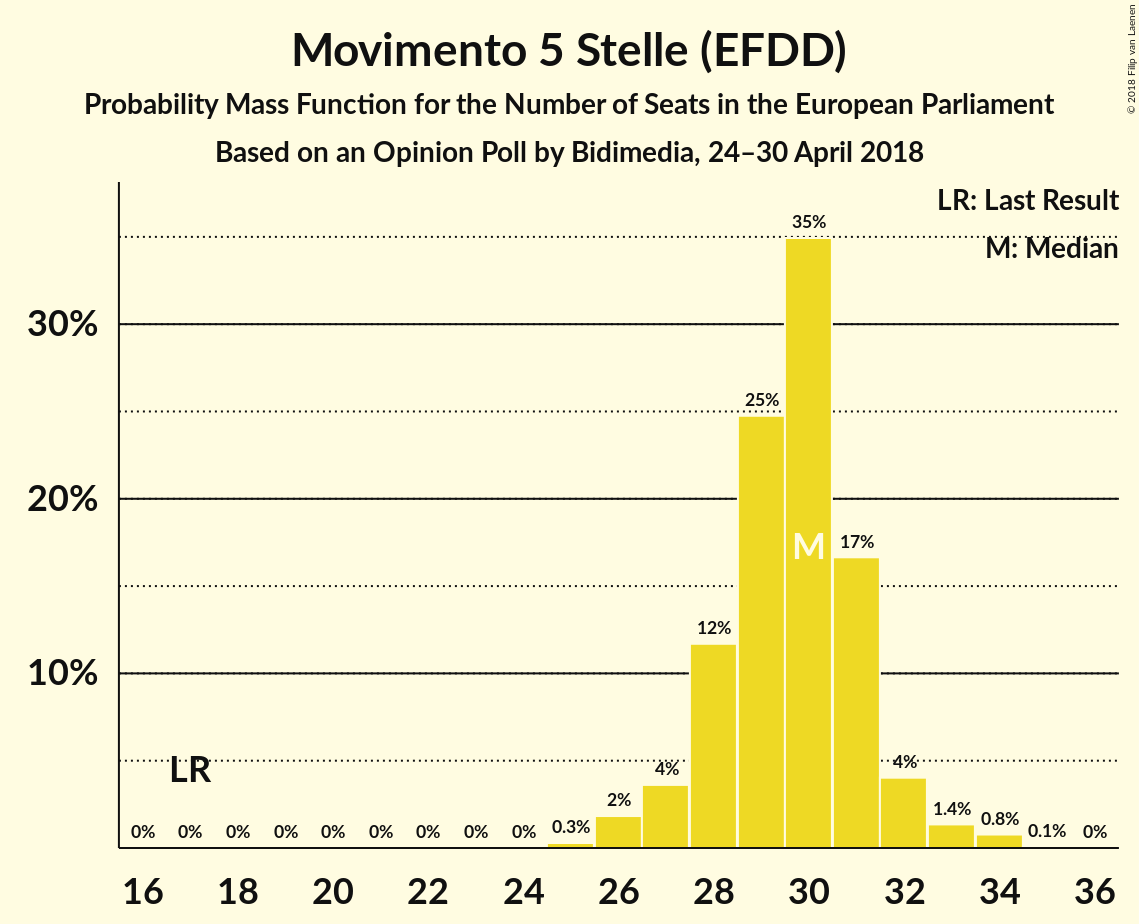 Movimento 5 Stelle (EFDD)
Probability Mass Function for the Number of Seats in the European Parliament
Based on an Opinion Poll by Bidimedia, 24–30 April 2018
© 2018 Filip van Laenen
LR: Last Result
M: Median
35%
30%
25%
20%
M
17%
12%
10%
LR
4%
4%
2%
1.4%
0.8%
0.3%
0.1%
0% 0% 0% 0% 0% 0% 0% 0% 0% 0%
16 18 20 22 24 26 28 30 32 34 36